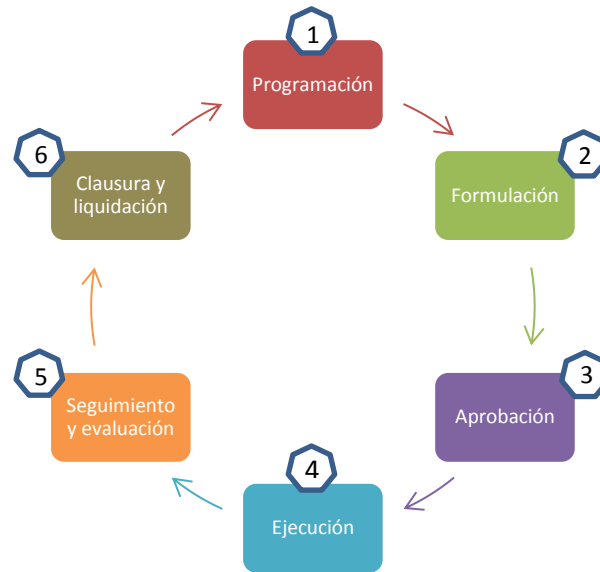 1
Programación
2
Formulación
3
Aprobación
4
Ejecución
5
Seguimiento
y evaluación
6
Clausura y
liquidación